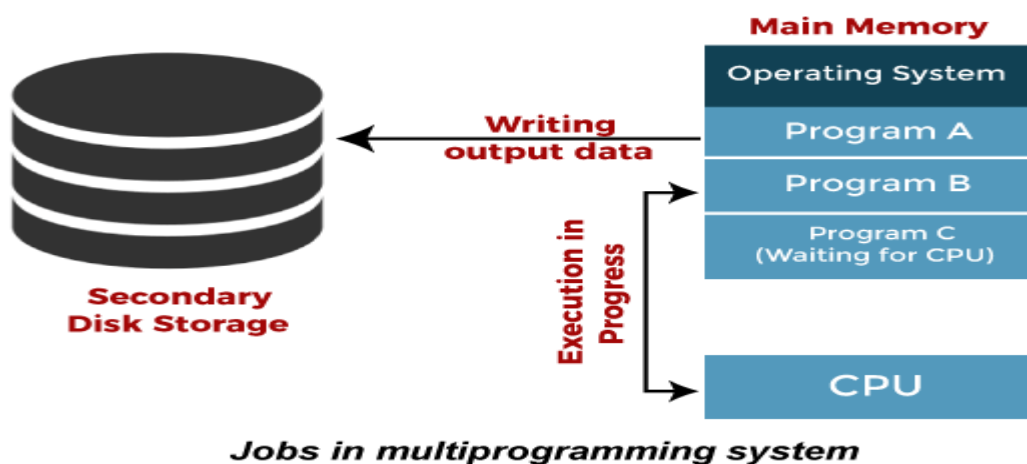 Main Memory
Operating System
Program A
Writing
output data
Program B
Program C
(Waiting for CPU)
Execution in
Progress
Secondary
Disk Storage
CPU
Jobs in multiprogramming system